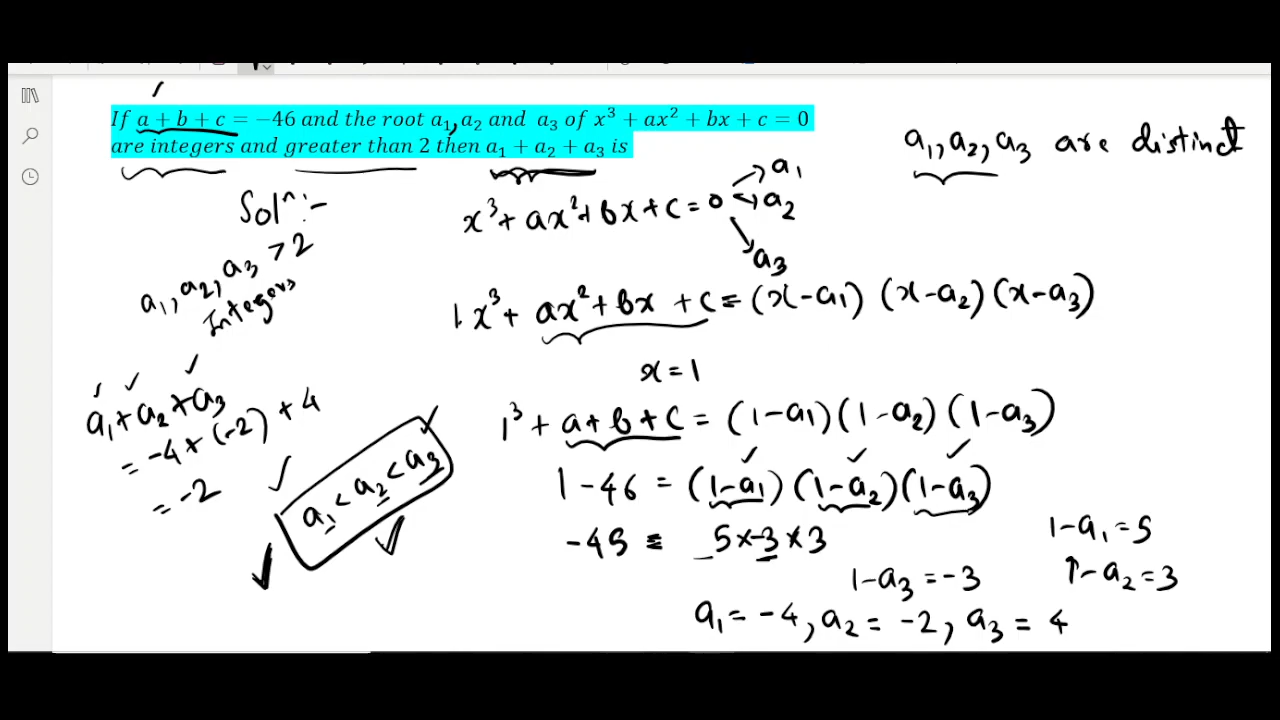 If a + b + c = −46 and the root a₁, a₂ and a₃ of x³ + ax² + bx + c = 0
are integers and greater than 2 then a₁ + a₂ + a₃ is
a₁, a₂, a₃ are distinct
Solⁿ:-
x³ + ax² + bx + c = 0
a₁
a₂
a₃
a₁, a₂, a₃ > 2
Integers
1x³ + ax² + bx + c = (x - a₁) (x - a₂) (x - a₃)
x = 1
1³ + a + b + c = (1 - a₁) (1 - a₂) (1 - a₃)
1 - 46 = (1 - a₁) (1 - a₂) (1 - a₃)
-45 = 5 × -3 × 3
1 - a₁ = 5
1 - a₂ = 3
1 - a₃ = -3
a₁ = -4, a₂ = -2, a₃ = 4
a₁ + a₂ + a₃
= -4 + (-2) + 4
= -2
a₁ < a₂ < a₃